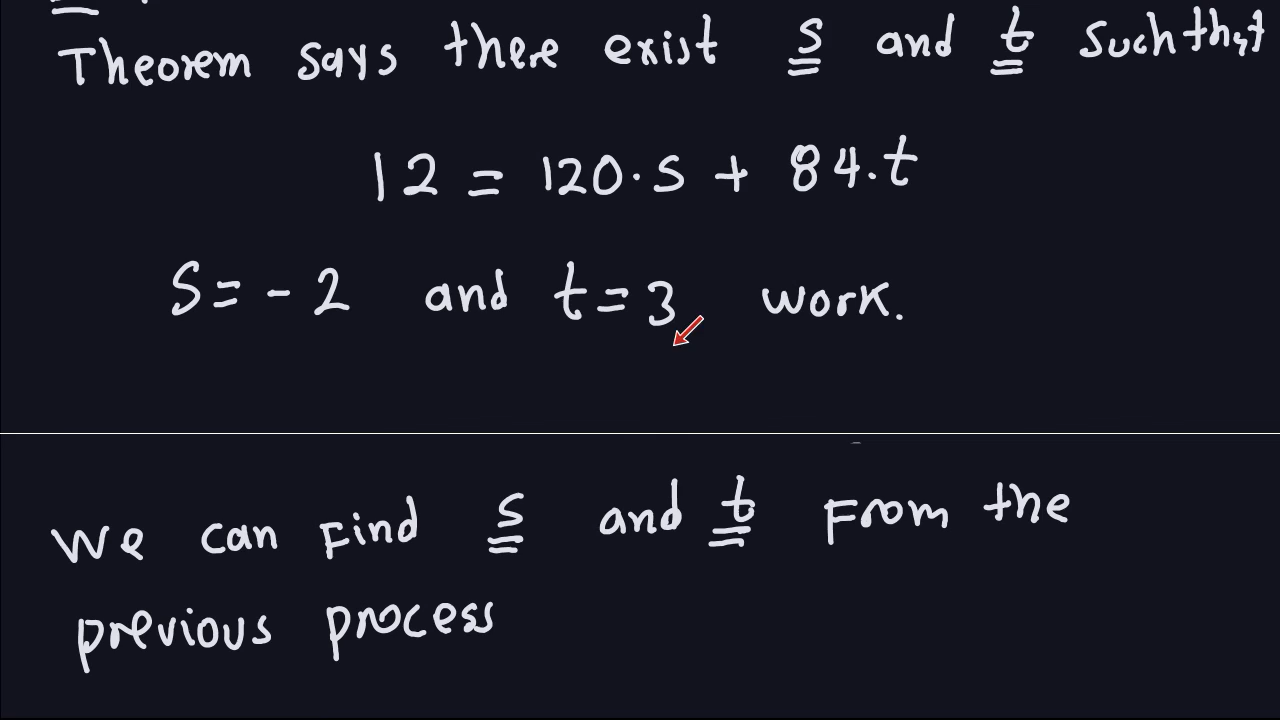 Theorem says there exist s and t such that
12 = 120·s + 84·t
s = -2 and t = 3 work.
We can find s and t from the
previous process